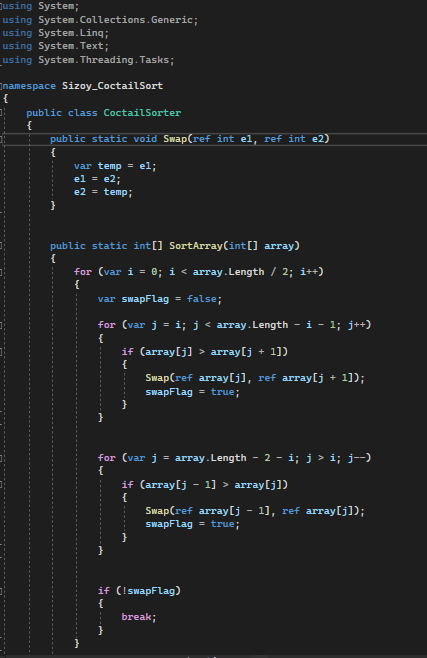 using System;
using System.Collections.Generic;
using System.Linq;
using System.Text;
using System.Threading.Tasks;
namespace Sizoy_CoctailSort
{
public class CoctailSorter
{
public static void Swap(ref int e1, ref int e2)
{
var temp = e1;
e1 = e2;
e2 = temp;
}
public static int[] SortArray(int[] array)
{
for (var i = 0; i < array.Length / 2; i++)
{
var swapFlag = false;
for (var j = i; j < array.Length - i - 1; j++)
{
if (array[j] > array[j + 1])
{
Swap(ref array[j], ref array[j + 1]);
swapFlag = true;
}
}
for (var j = array.Length - 2 - i; j > i; j--)
{
if (array[j - 1] > array[j])
{
Swap(ref array[j - 1], ref array[j]);
swapFlag = true;
}
}
if (!swapFlag)
{
break;
}
}